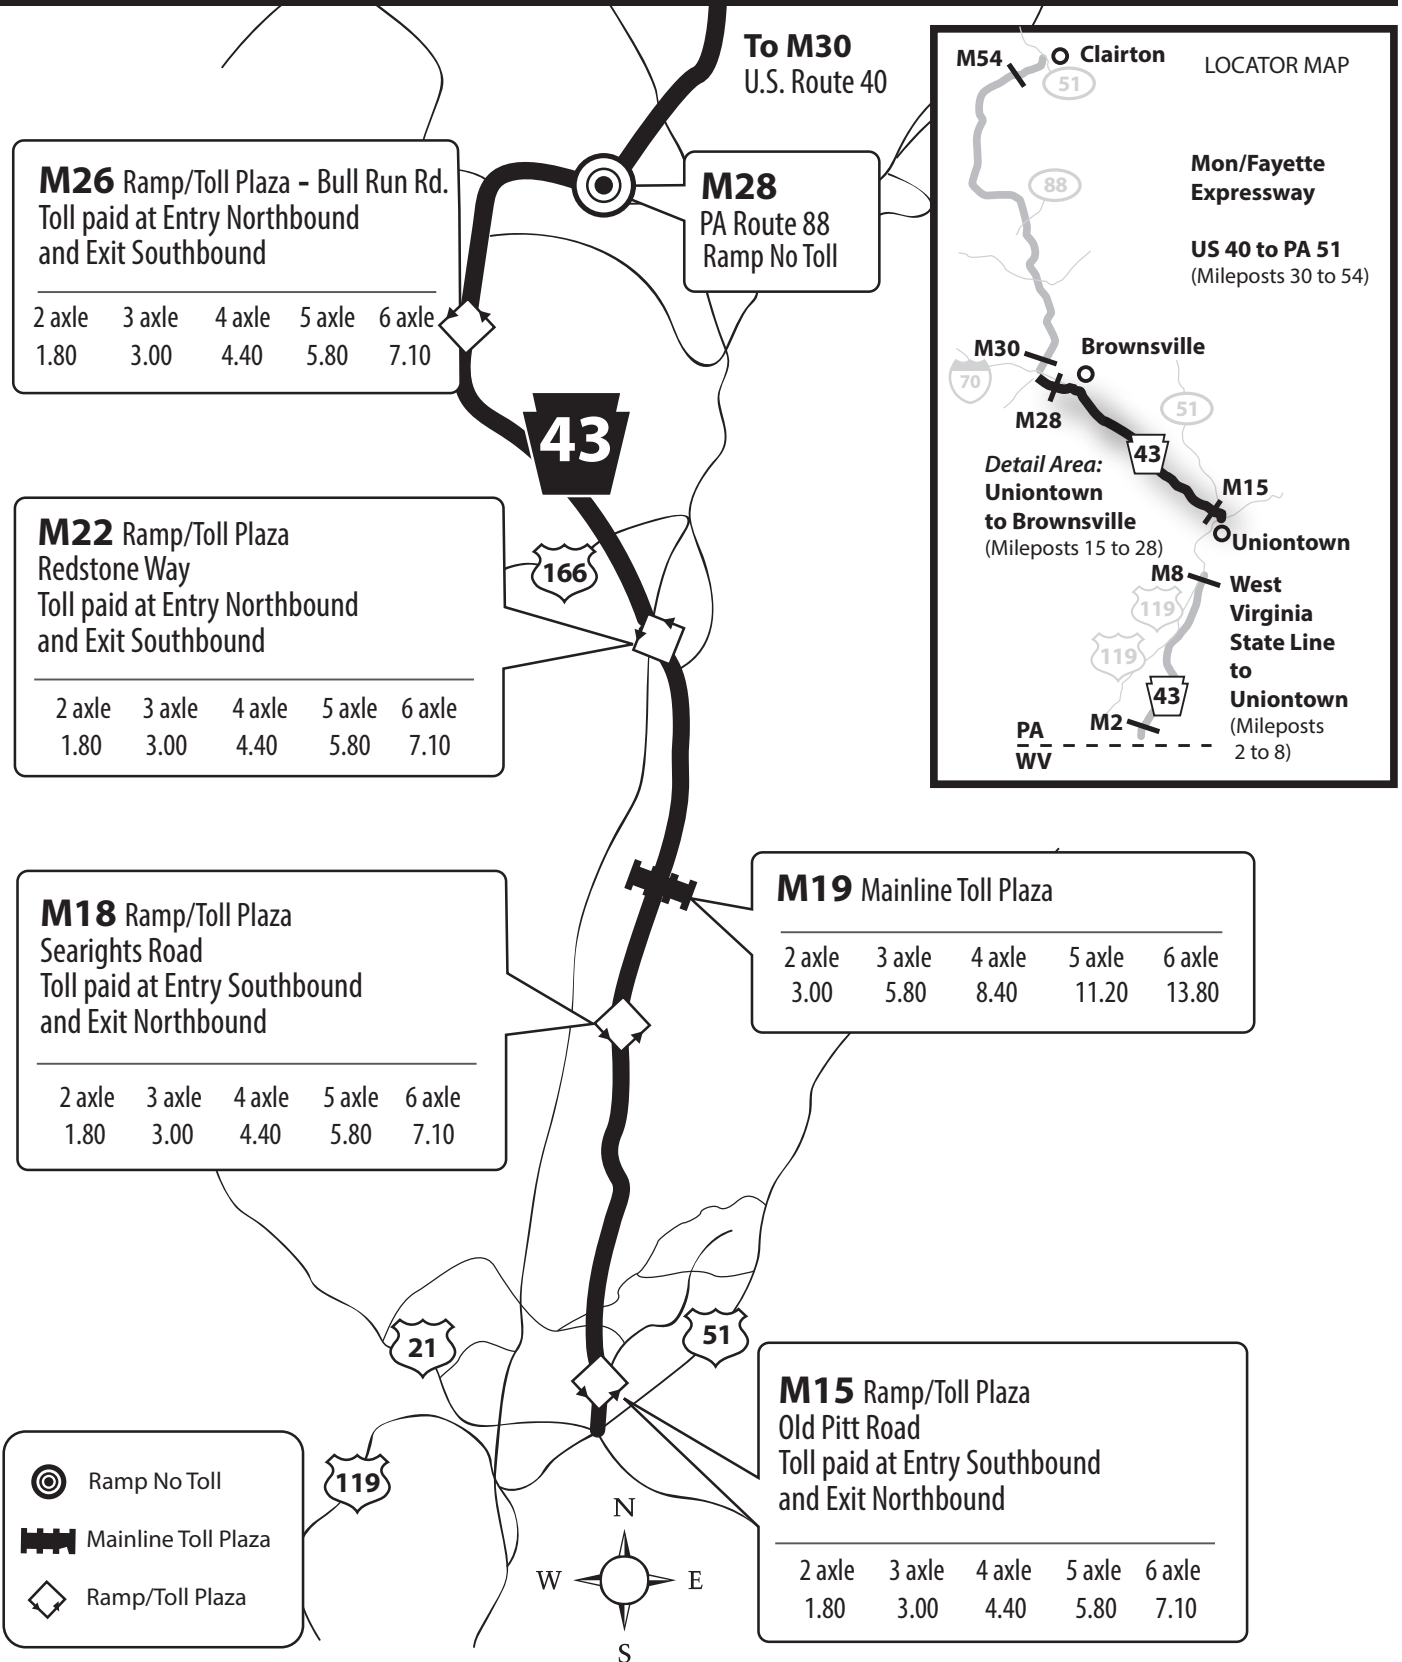 To M30
U.S. Route 40
M26 Ramp/Toll Plaza - Bull Run Rd.
Toll paid at Entry Northbound
and Exit Southbound
2 axle 3 axle 4 axle 5 axle 6 axle
1.80 3.00 4.40 5.80 7.10
M28
PA Route 88
Ramp No Toll
43
M22 Ramp/Toll Plaza
Redstone Way
Toll paid at Entry Northbound
and Exit Southbound
2 axle 3 axle 4 axle 5 axle 6 axle
1.80 3.00 4.40 5.80 7.10
166
LOCATOR MAP
M54
Clairton
51
Mon/Fayette
Expressway
88
US 40 to PA 51
(Mileposts 30 to 54)
M30
Brownsville
70
M28
51
43
Detail Area:
Uniontown
to Brownsville
(Mileposts 15 to 28)
M15
Uniontown
M8
119
119
West
Virginia
State Line
to
Uniontown
(Mileposts
2 to 8)
43
M2
PA
WV
M18 Ramp/Toll Plaza
Searights Road
Toll paid at Entry Southbound
and Exit Northbound
2 axle 3 axle 4 axle 5 axle 6 axle
1.80 3.00 4.40 5.80 7.10
M19 Mainline Toll Plaza
2 axle 3 axle 4 axle 5 axle 6 axle
3.00 5.80 8.40 11.20 13.80
21
51
119
M15 Ramp/Toll Plaza
Old Pitt Road
Toll paid at Entry Southbound
and Exit Northbound
2 axle 3 axle 4 axle 5 axle 6 axle
1.80 3.00 4.40 5.80 7.10
Ramp No Toll
Mainline Toll Plaza
Ramp/Toll Plaza
N
W E
S